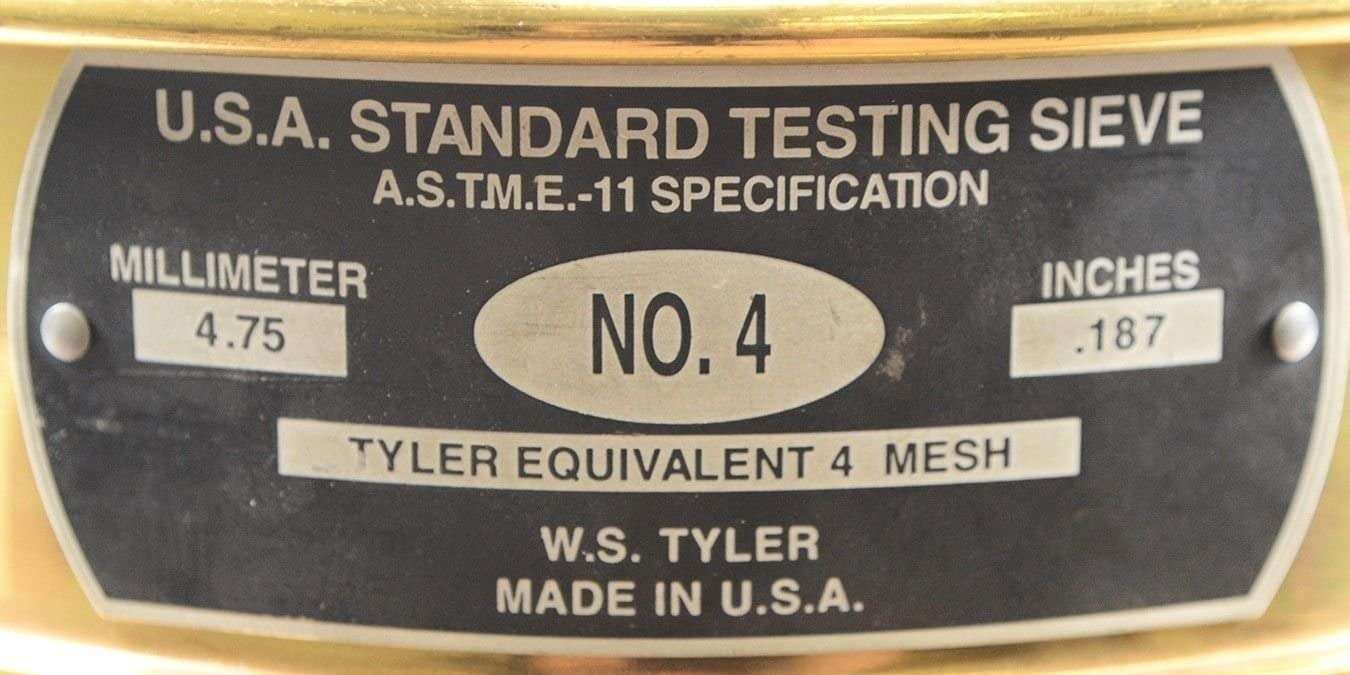 U.S.A. STANDARD TESTING SIEVE
A.S.T.M.E.-11 SPECIFICATION
MILLIMETER
INCHES
4.75
NO. 4
.187
TYLER EQUIVALENT 4 MESH
W.S. TYLER
MADE IN U.S.A.